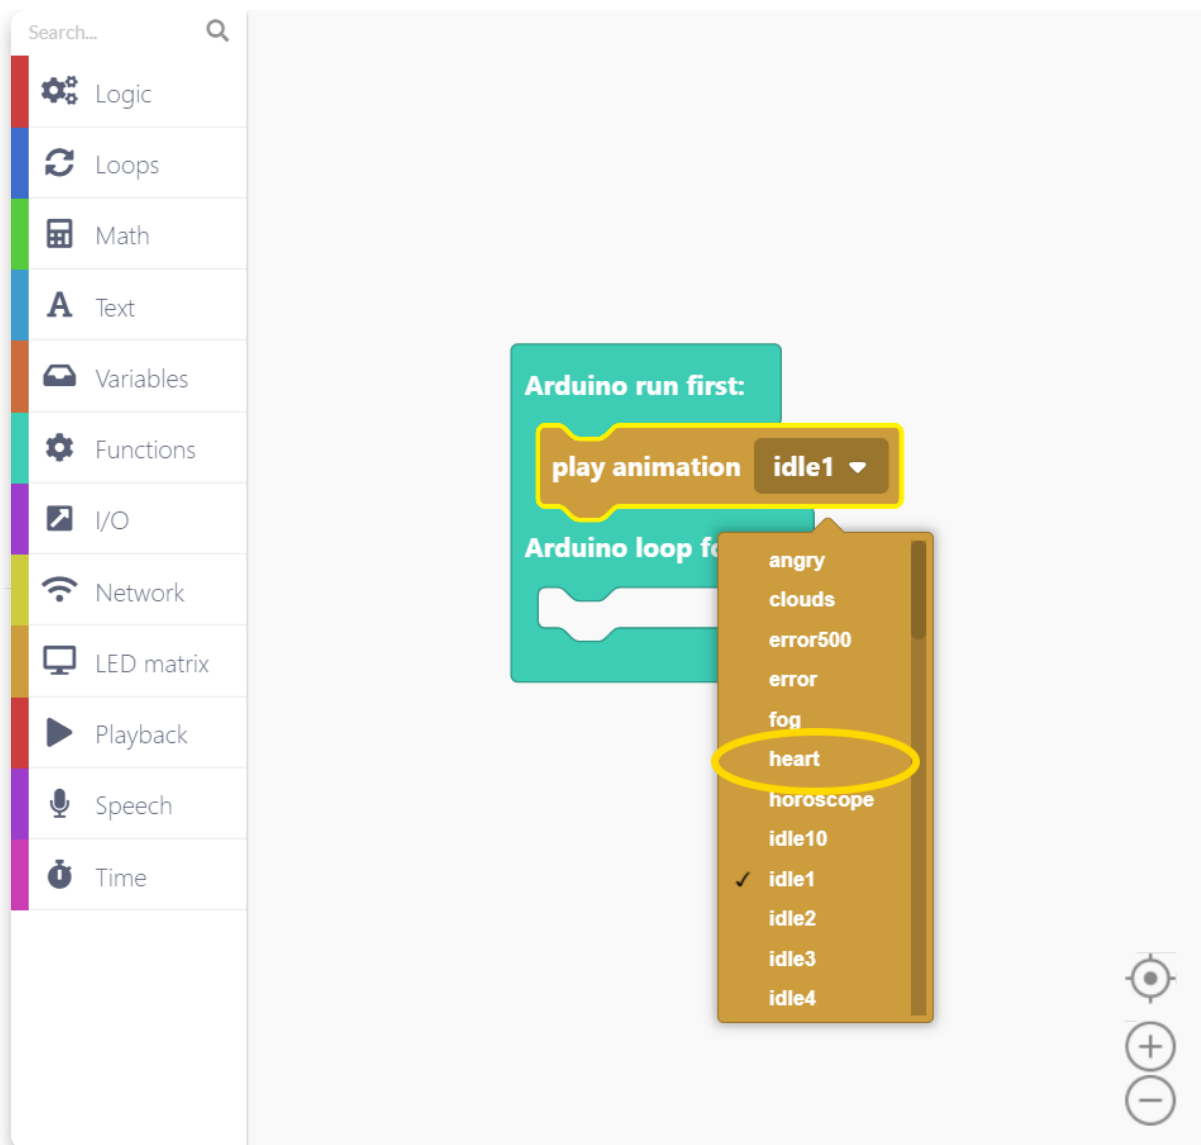 Search...
Logic
Loops
Math
Text
Variables
Functions
I/O
Network
LED matrix
Playback
Speech
Time
Arduino run first:
play animation idle1
Arduino loop fo
angry
clouds
error500
error
fog
heart
horoscope
idle10
idle1
idle2
idle3
idle4